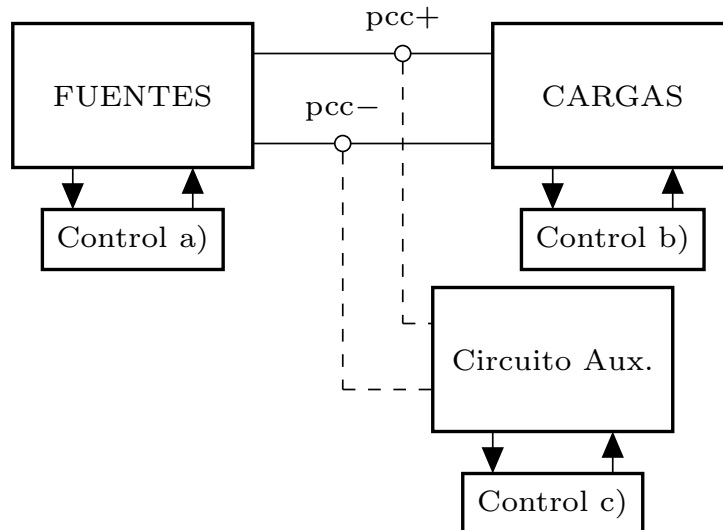 pcc+
FUENTES
CARGAS
pcc−
Control a)
Control b)
Circuito Aux.
Control c)